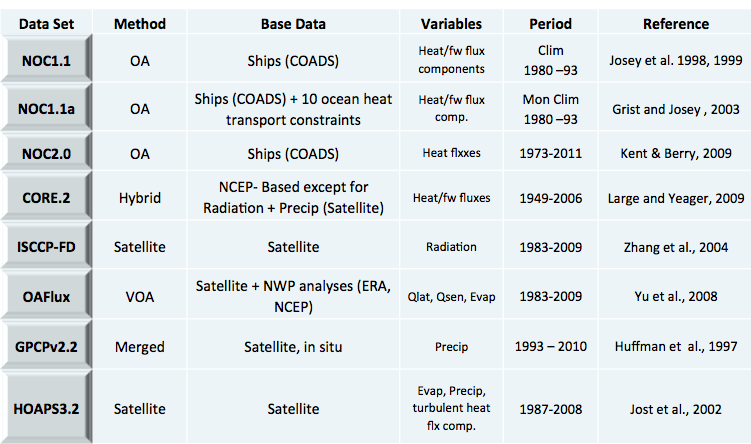 Data Set Method Base Data Variables Period Reference
NOC1.1 OA Ships (COADS) Heat/fw flux components Clim 1980 –93 Josey et al. 1998, 1999
NOC1.1a OA Ships (COADS) + 10 ocean heat transport constraints Heat/fw flux comp. Mon Clim 1980 –93 Grist and Josey , 2003
NOC2.0 OA Ships (COADS) Heat flxxes 1973-2011 Kent & Berry, 2009
CORE.2 Hybrid NCEP- Based except for Radiation + Precip (Satellite) Heat/fw fluxes 1949-2006 Large and Yeager, 2009
ISCCP-FD Satellite Satellite Radiation 1983-2009 Zhang et al., 2004
OAFlux VOA Satellite + NWP analyses (ERA, NCEP) Qlat, Qsen, Evap 1983-2009 Yu et al., 2008
GPCPv2.2 Merged Satellite, in situ Precip 1993 – 2010 Huffman et al., 1997
HOAPS3.2 Satellite Satellite Evap, Precip, turbulent heat flx comp. 1987-2008 Jost et al., 2002